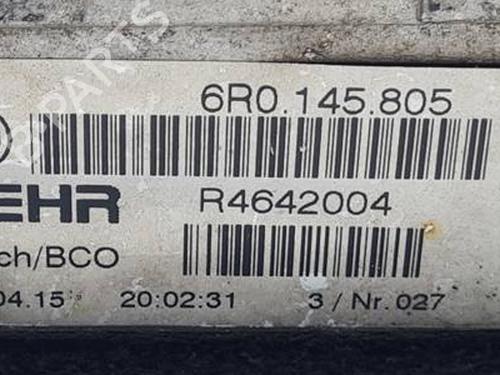 6R0.145.805
EHR R4642004
ch/BCO
04.15 20:02:31 3 / Nr. 027